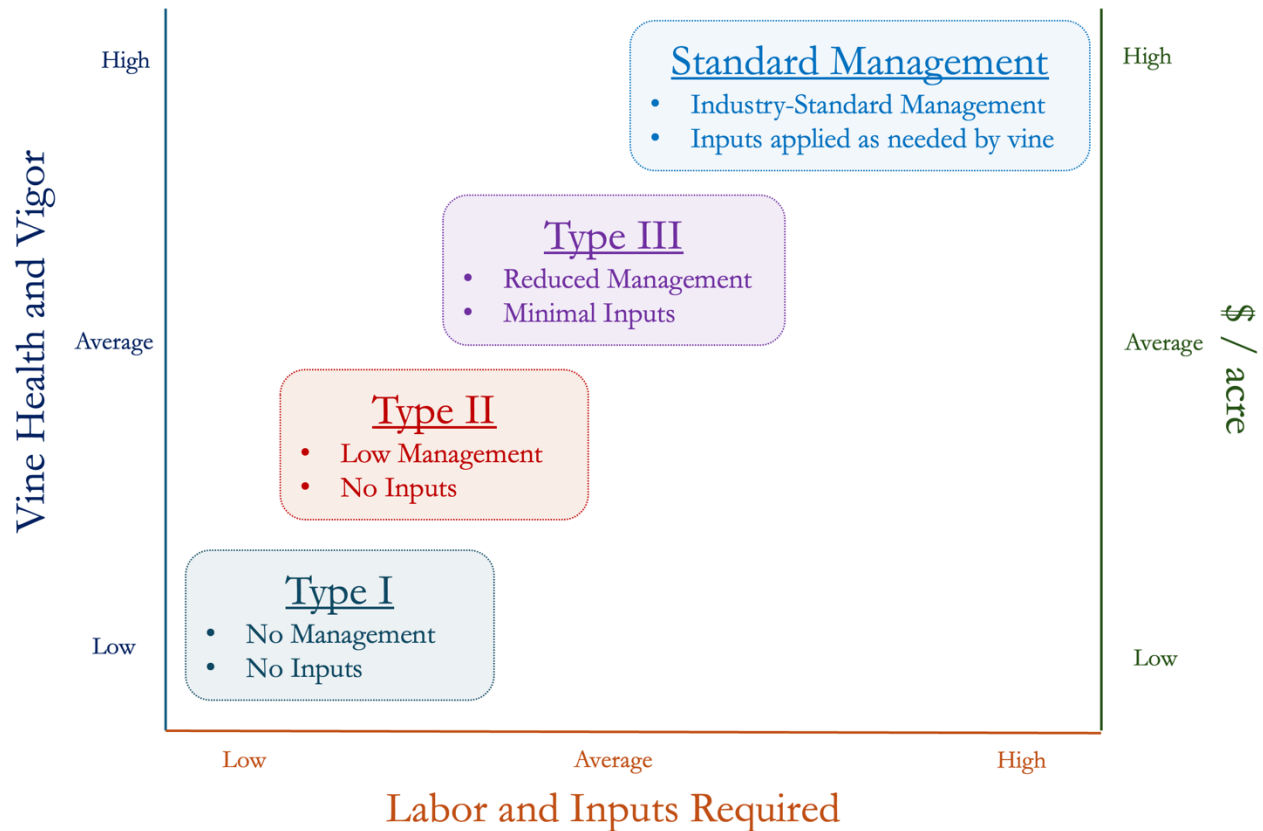 High
High
Standard Management
• Industry-Standard Management
• Inputs applied as needed by vine
Vine Health and Vigor
Type III
• Reduced Management
• Minimal Inputs
Average
Average
$ / acre
Type II
• Low Management
• No Inputs
Type I
• No Management
• No Inputs
Low
Low
Low
Average
High
Labor and Inputs Required